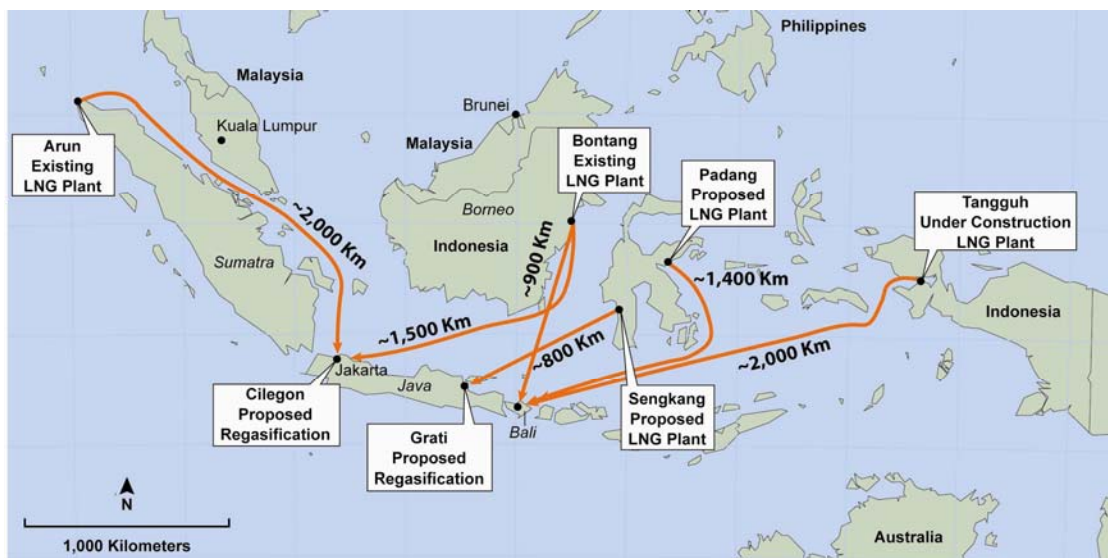 Philippines
Malaysia
Kuala Lumpur
Brunei
Malaysia
Arun
Existing
LNG Plant
Bontang
Existing
LNG Plant
Padang
Proposed
LNG Plant
Tangguh
Under Construction
LNG Plant
Borneo
Indonesia
Sumatra
Indonesia
~2,000 Km
~900 Km
~1,400 Km
~1,500 Km
~800 Km
~2,000 Km
Jakarta
Java
Bali
Cilegon
Proposed
Regasification
Grati
Proposed
Regasification
Sengkang
Proposed
LNG Plant
N
1,000 Kilometers
Australia